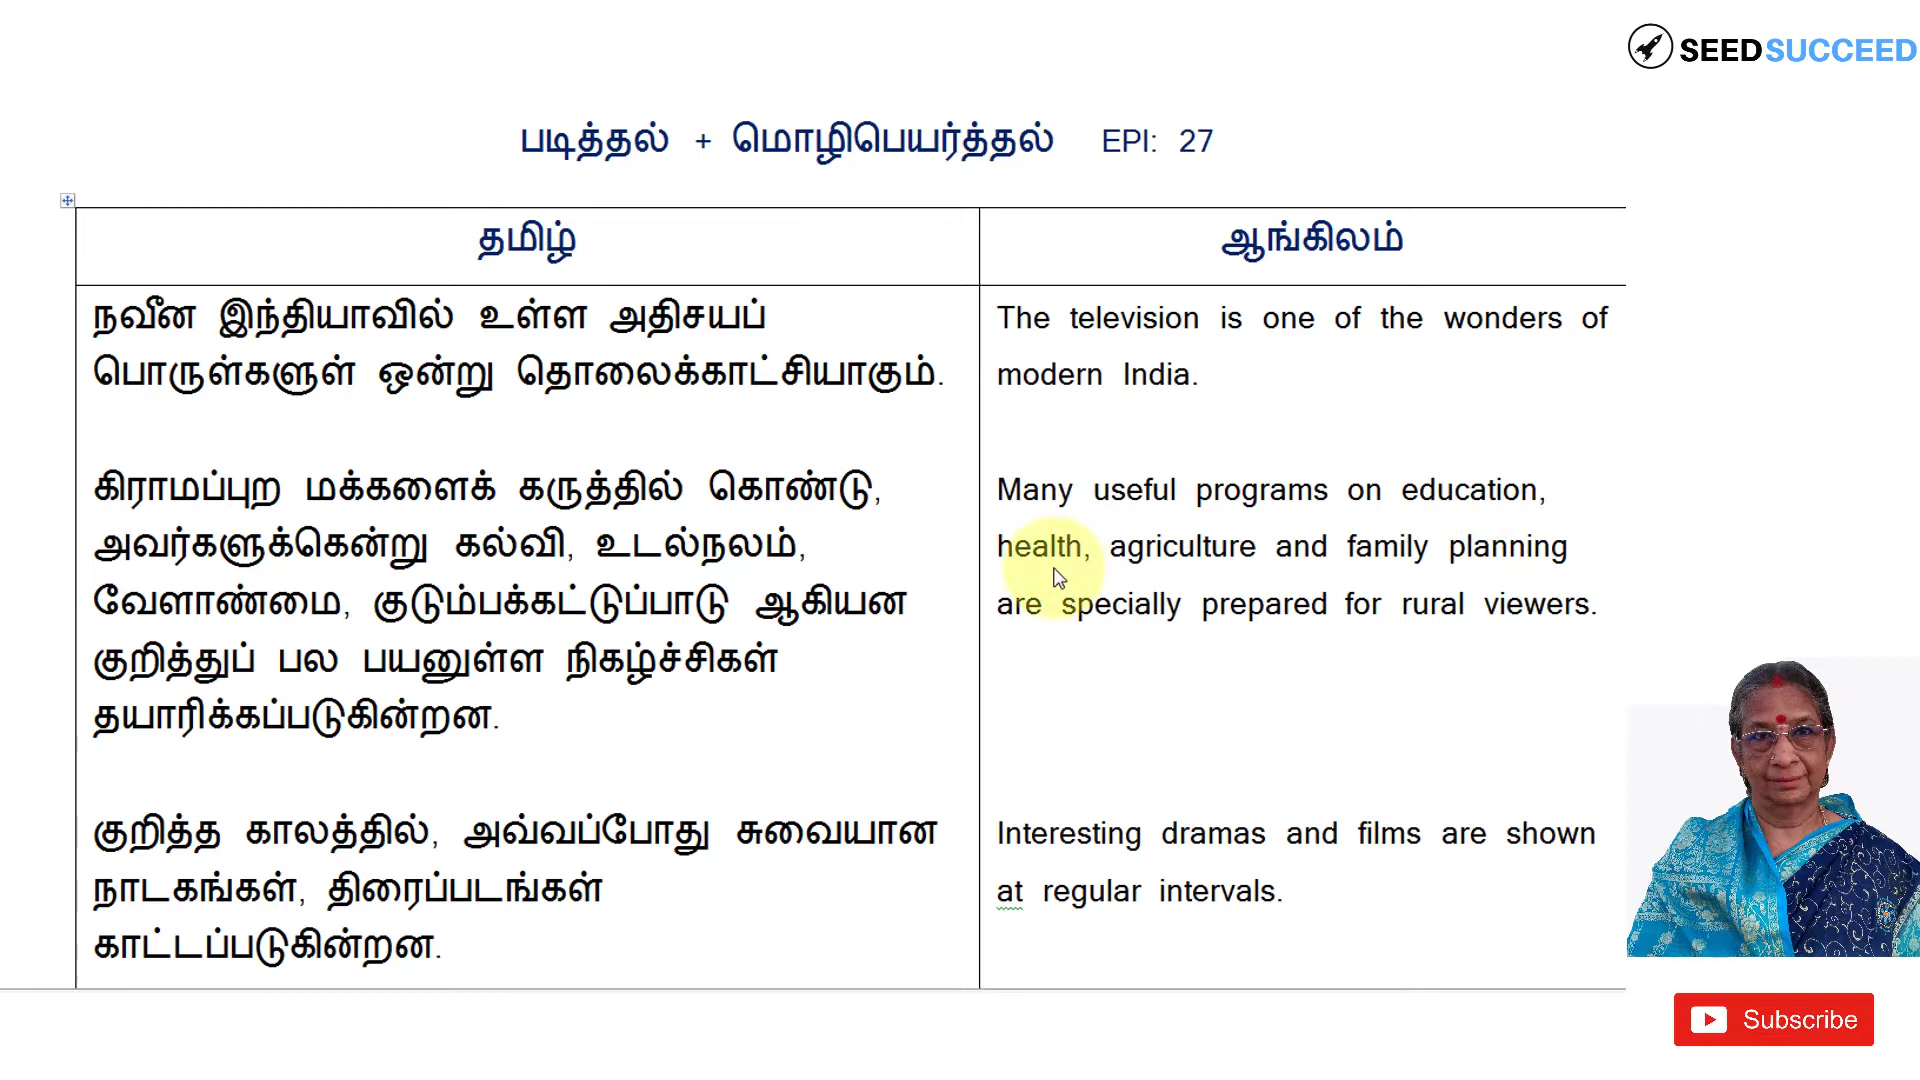 SEEDSUCCEED
படித்தல் + மொழிபெயர்த்தல் EPI: 27
தமிழ்
ஆங்கிலம்
நவீன இந்தியாவில் உள்ள அதிசயப்
பொருள்களுள் ஒன்று தொலைக்காட்சியாகும்.
The television is one of the wonders of
modern India.
கிராமப்புற மக்களைக் கருத்தில் கொண்டு,
அவர்களுக்கென்று கல்வி, உடல்நலம்,
வேளாண்மை, குடும்பக்கட்டுப்பாடு ஆகியன
குறித்துப் பல பயனுள்ள நிகழ்ச்சிகள்
தயாரிக்கப்படுகின்றன.
Many useful programs on education,
health, agriculture and family planning
are specially prepared for rural viewers.
குறித்த காலத்தில், அவ்வப்போது சுவையான
நாடகங்கள், திரைப்படங்கள்
காட்டப்படுகின்றன.
Interesting dramas and films are shown
at regular intervals.
Subscribe